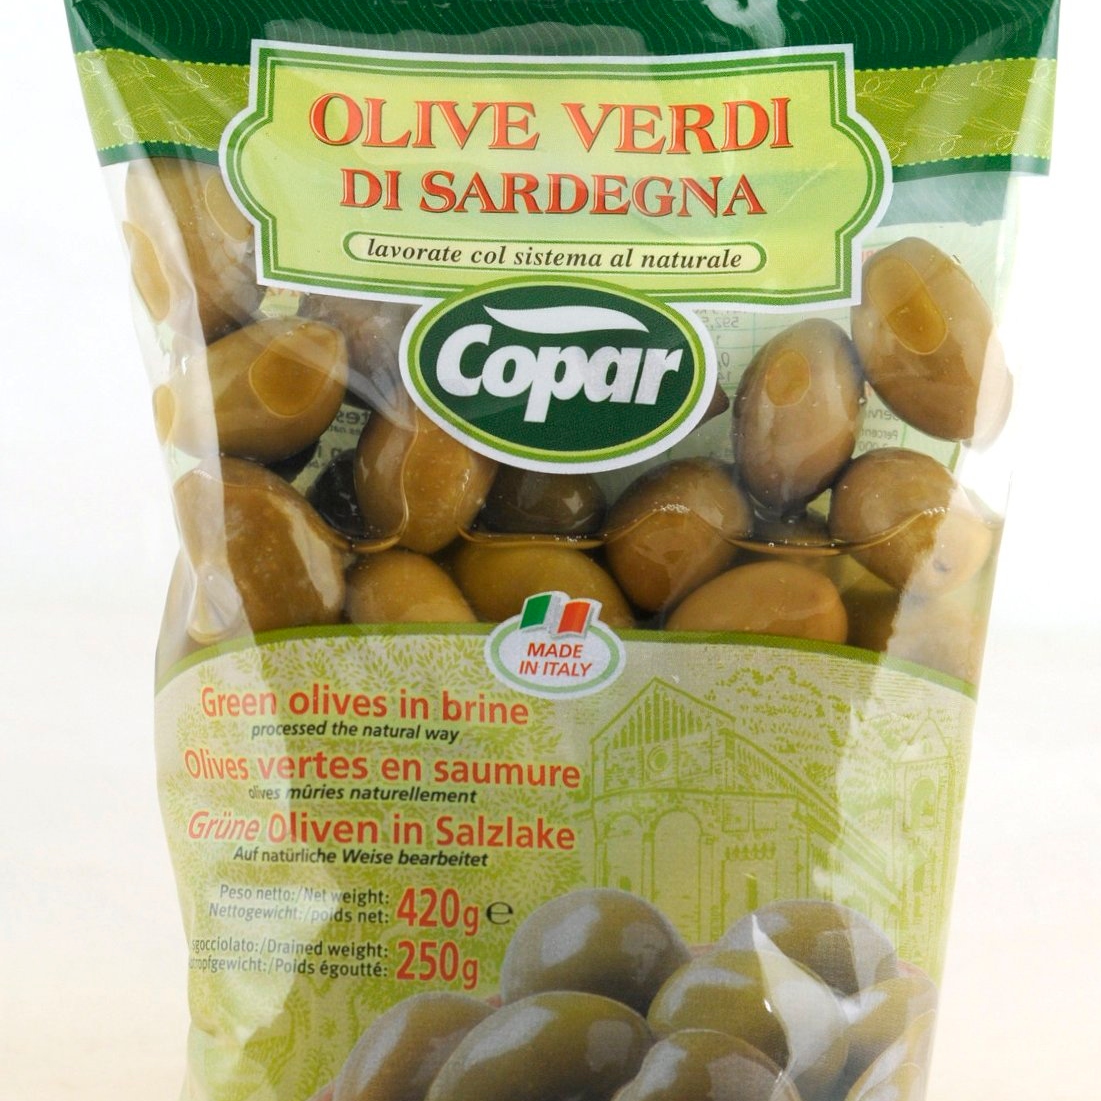 OLIVE VERDI
DI SARDEGNA
lavorate col sistema al naturale
Copar
MADE
IN ITALY
Green olives in brine
processed the natural way
Olives vertes en saumure
olives mûries naturellement
Grüne Oliven in Salzlake
Auf natürliche Weise bearbeitet
Peso netto:/Net weight:
Nettogewicht:/poids net: 420g ℮
sgocciolato:/Drained weight:
tropfgewicht:/Poids égoutté: 250g